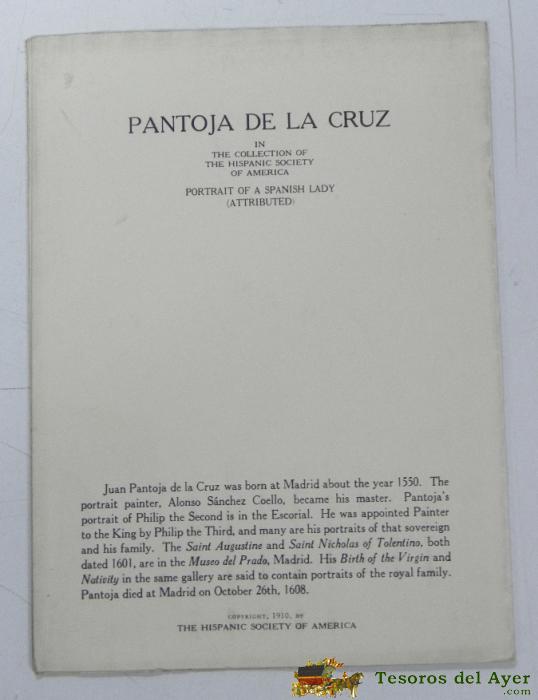 PANTOJA DE LA CRUZ
IN
THE COLLECTION OF
THE HISPANIC SOCIETY
OF AMERICA
PORTRAIT OF A SPANISH LADY
(ATTRIBUTED)
Juan Pantoja de la Cruz was born at Madrid about the year 1550. The
portrait painter, Alonso Sánchez Coello, became his master. Pantoja's
portrait of Philip the Second is in the Escorial. He was appointed Painter
to the King by Philip the Third, and many are his portraits of that sovereign
and his family. The Saint Augustine and Saint Nicholas of Tolentino, both
dated 1601, are in the Museo del Prado, Madrid. His Birth of the Virgin and
Nativity in the same gallery are said to contain portraits of the royal family.
Pantoja died at Madrid on October 26th, 1608.
COPYRIGHT, 1910, BY
THE HISPANIC SOCIETY OF AMERICA
Tesoros del Ayer
.com